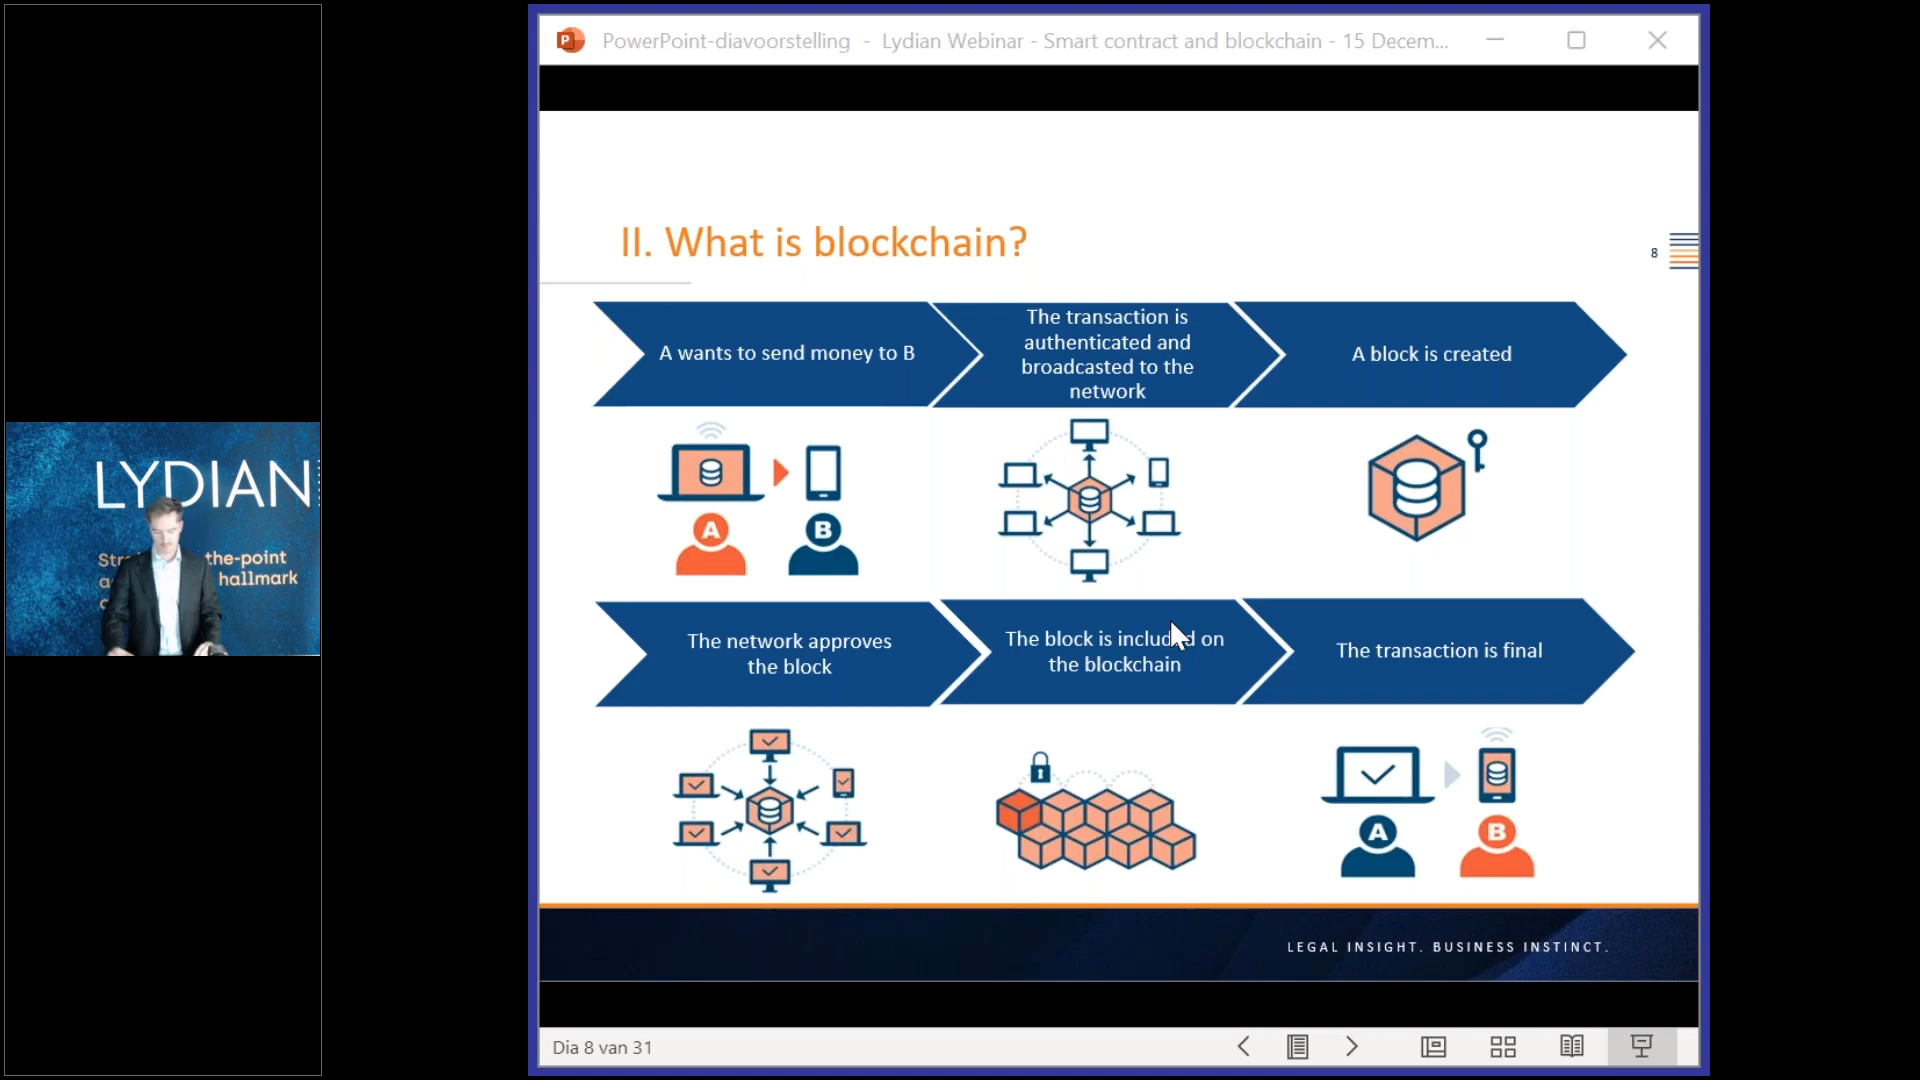 PowerPoint-diavoorstelling - Lydian Webinar - Smart contract and blockchain - 15 Decem...
II. What is blockchain?
8
A wants to send money to B
The transaction is
authenticated and
broadcasted to the
network
A block is created
A
B
The network approves
the block
The block is included on
the blockchain
The transaction is final
A
B
LEGAL INSIGHT. BUSINESS INSTINCT.
Dia 8 van 31
LYDIAN
the-point
hallmark